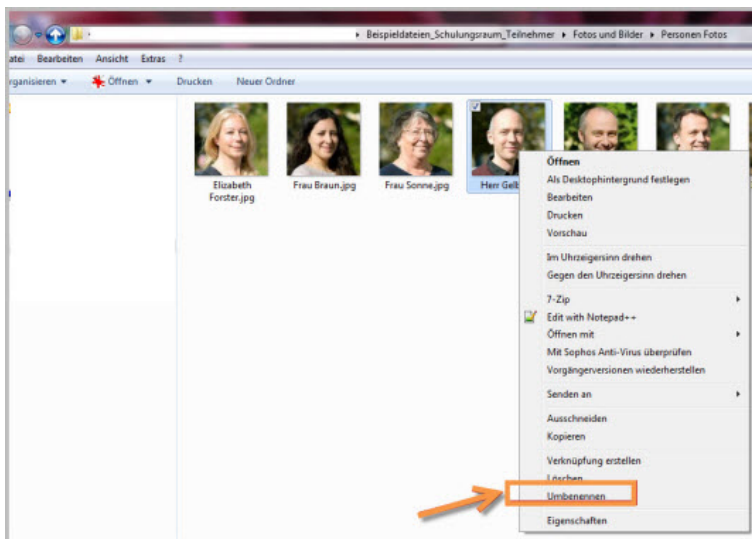 Beispieldateien_Schulungsraum_Teilnehmer ▸ Fotos und Bilder ▸ Personen Fotos
atei Bearbeiten Ansicht Extras ?
rganisieren Öffnen Drucken Neuer Ordner
Elizabeth
Forster.jpg
Frau Braun.jpg
Frau Sonne.jpg
Herr Gelb
Öffnen
Als Desktophintergrund festlegen
Bearbeiten
Drucken
Vorschau
Im Uhrzeigersinn drehen
Gegen den Uhrzeigersinn drehen
7-Zip
Edit with Notepad++
Öffnen mit
Mit Sophos Anti-Virus überprüfen
Vorgängerversionen wiederherstellen
Senden an
Ausschneiden
Kopieren
Verknüpfung erstellen
Löschen
Umbenennen
Eigenschaften